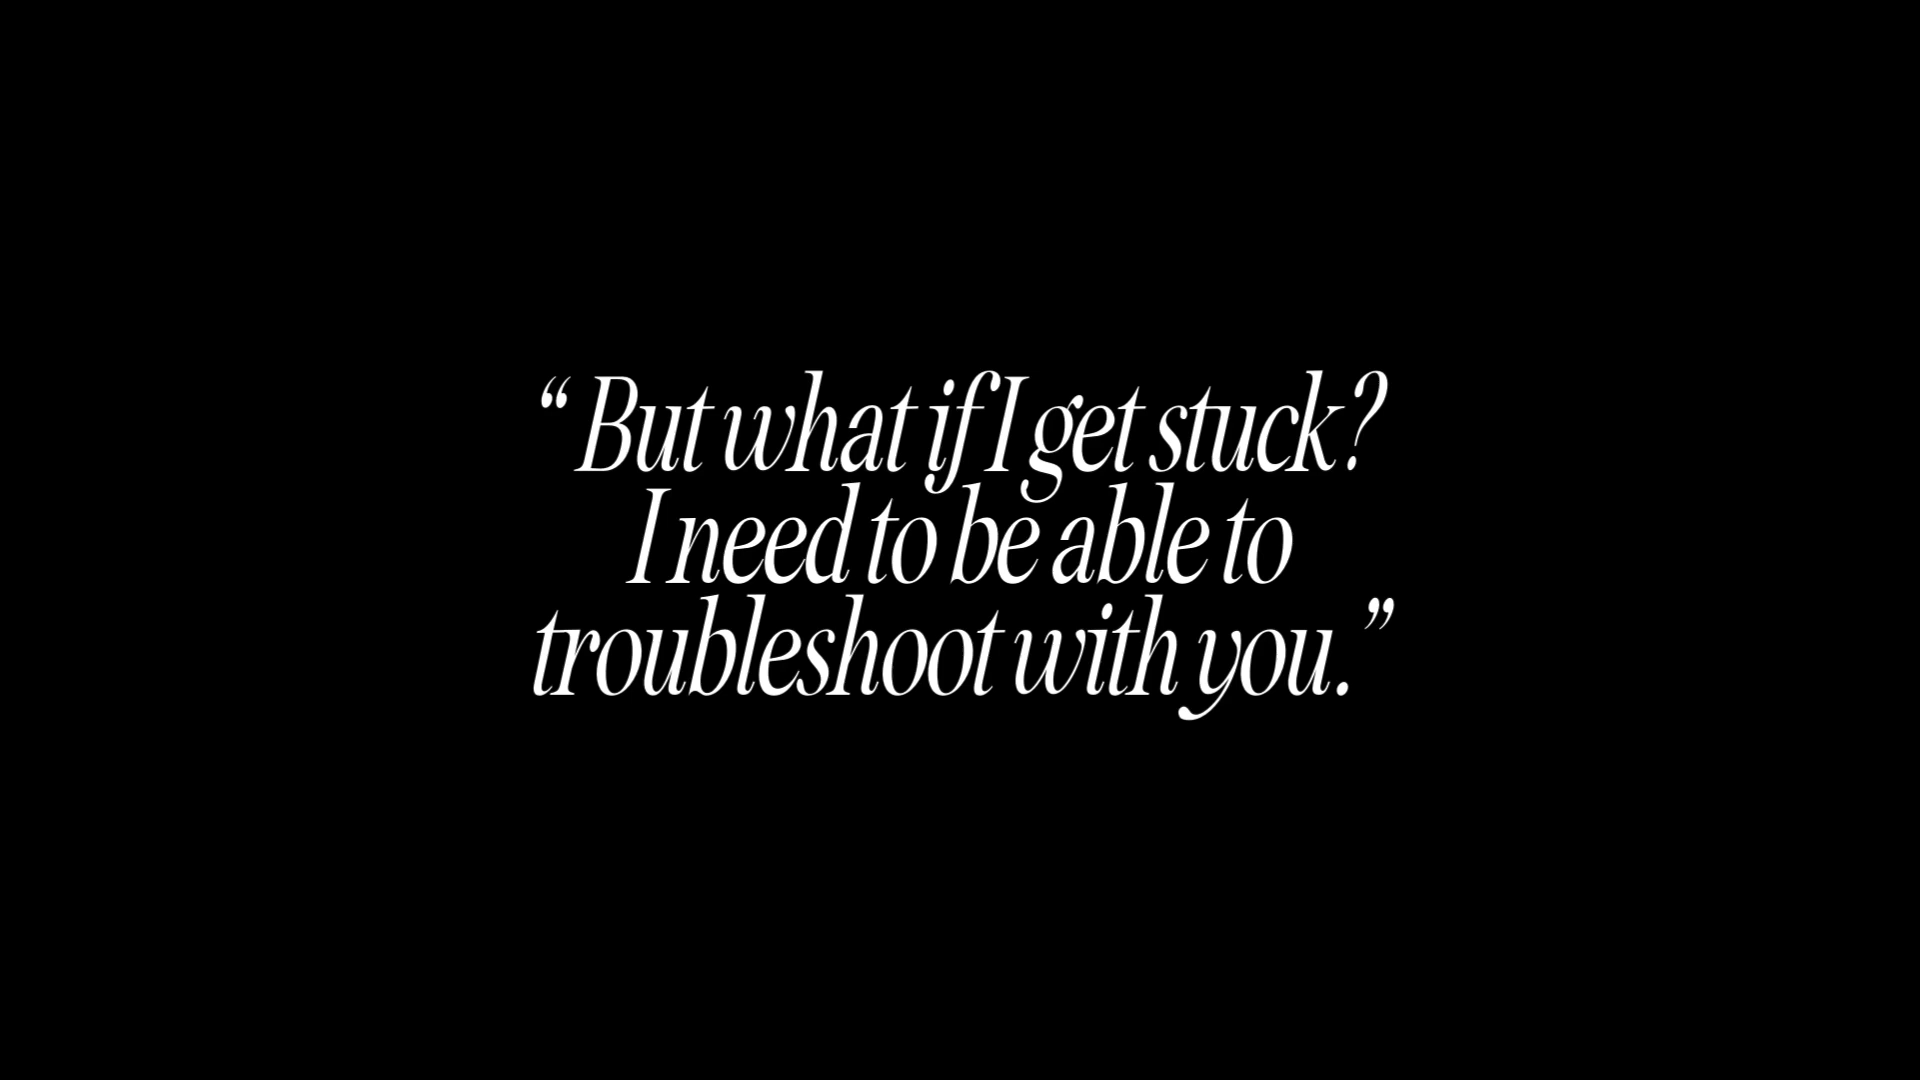 “But what if I get stuck?
I need to be able to
troubleshoot with you.”